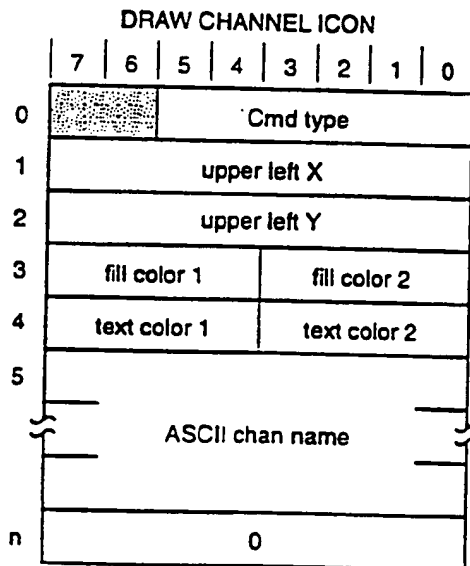 DRAW CHANNEL ICON
7 | 6 | 5 | 4 | 3 | 2 | 1 | 0
0 Cmd type
1 upper left X
2 upper left Y
3 fill color 1 fill color 2
4 text color 1 text color 2
5
ASCII chan name
n 0